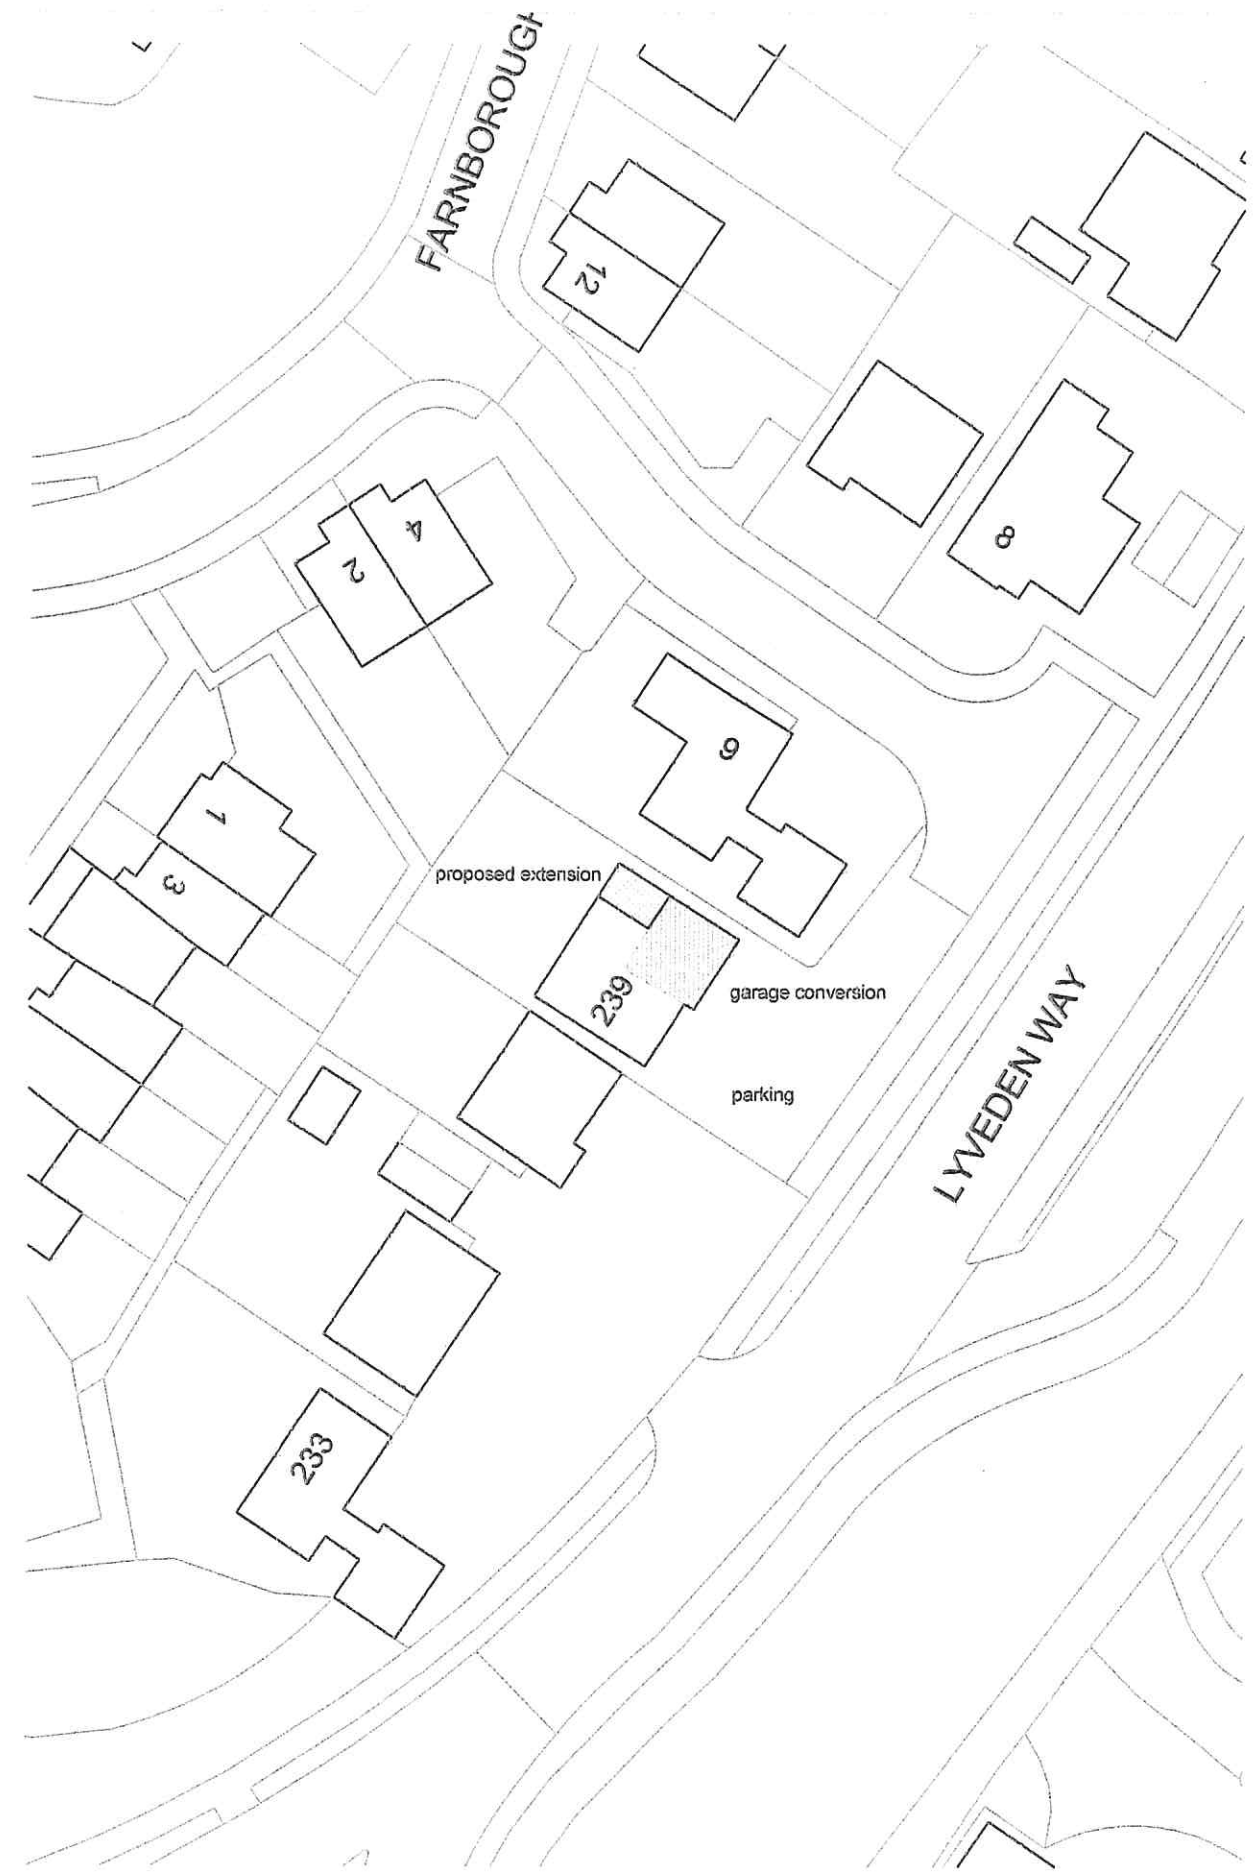 FARNBOROUGH
12
8
4
2
6
1
3
proposed extension
239
garage conversion
parking
LYVEDEN WAY
233